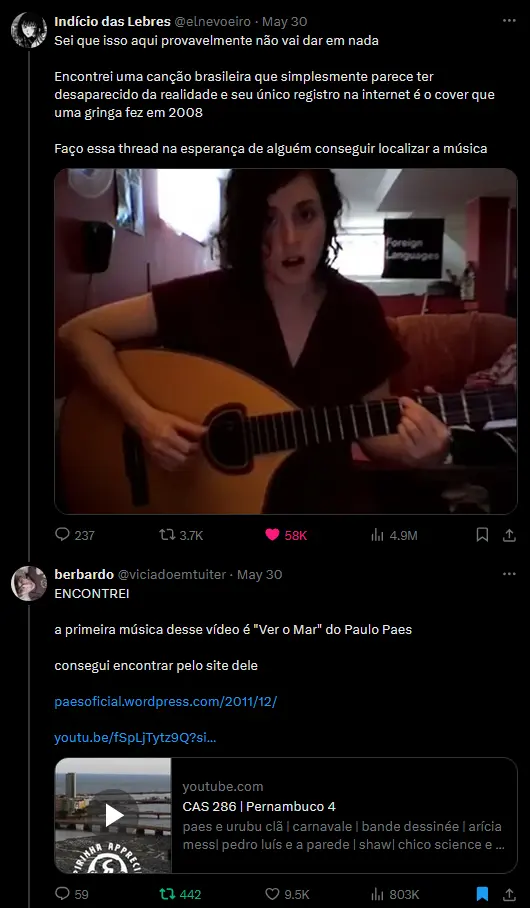 Indício das Lebres @elnevoeiro · May 30
Sei que isso aqui provavelmente não vai dar em nada
Encontrei uma canção brasileira que simplesmente parece ter
desaparecido da realidade e seu único registro na internet é o cover que
uma gringa fez em 2008
Faço essa thread na esperança de alguém conseguir localizar a música
Foreign
Languages
237 3.7K 58K 4.9M
berbardo @viciadoemtuiter · May 30
ENCONTREI
a primeira música desse vídeo é "Ver o Mar" do Paulo Paes
consegui encontrar pelo site dele
paesoficial.wordpress.com/2011/12/
youtu.be/fSpLjTytz9Q?si...
youtube.com
CAS 286 | Pernambuco 4
paes e urubu clã | carnavale | bande dessinée | arícia
mess| pedro luís e a parede | shaw| chico science e ...
IRINHA APPREC
59 442 9.5K 803K